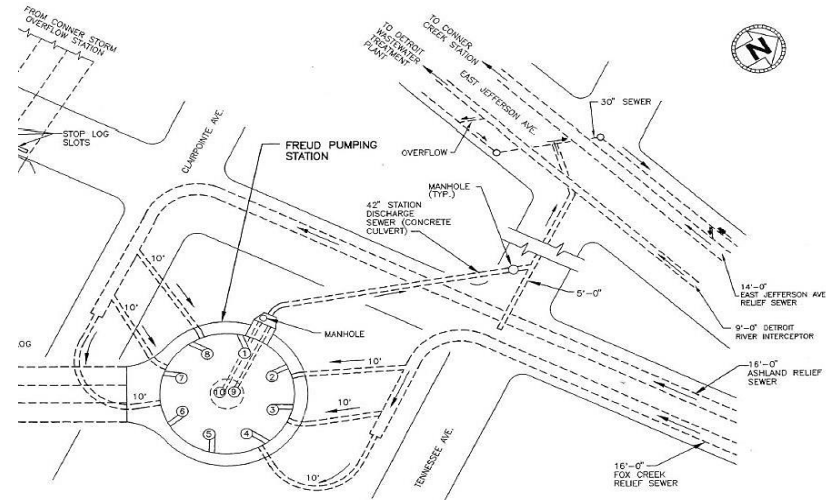 FROM CONNER STORM
OVERFLOW STATION
STOP LOG
SLOTS
CLAIRPOINTE AVE.
FREUD PUMPING
STATION
TO DETROIT
WASTEWATER
TREATMENT
PLANT
TO CONNER
CREEK STATION
EAST JEFFERSON AVE.
N
30" SEWER
OVERFLOW
MANHOLE
(TYP.)
42" STATION
DISCHARGE
SEWER (CONCRETE
CULVERT)
5'-0"
14'-0"
EAST JEFFERSON AVE
RELIEF SEWER
9'-0" DETROIT
RIVER INTERCEPTOR
16'-0"
ASHLAND RELIEF
SEWER
16'-0"
FOX CREEK
RELIEF SEWER
TENNESSEE AVE.
MANHOLE
LOG
10'
10'
10'
10'
10'
10'
1
2
3
4
5
6
7
8
9
10